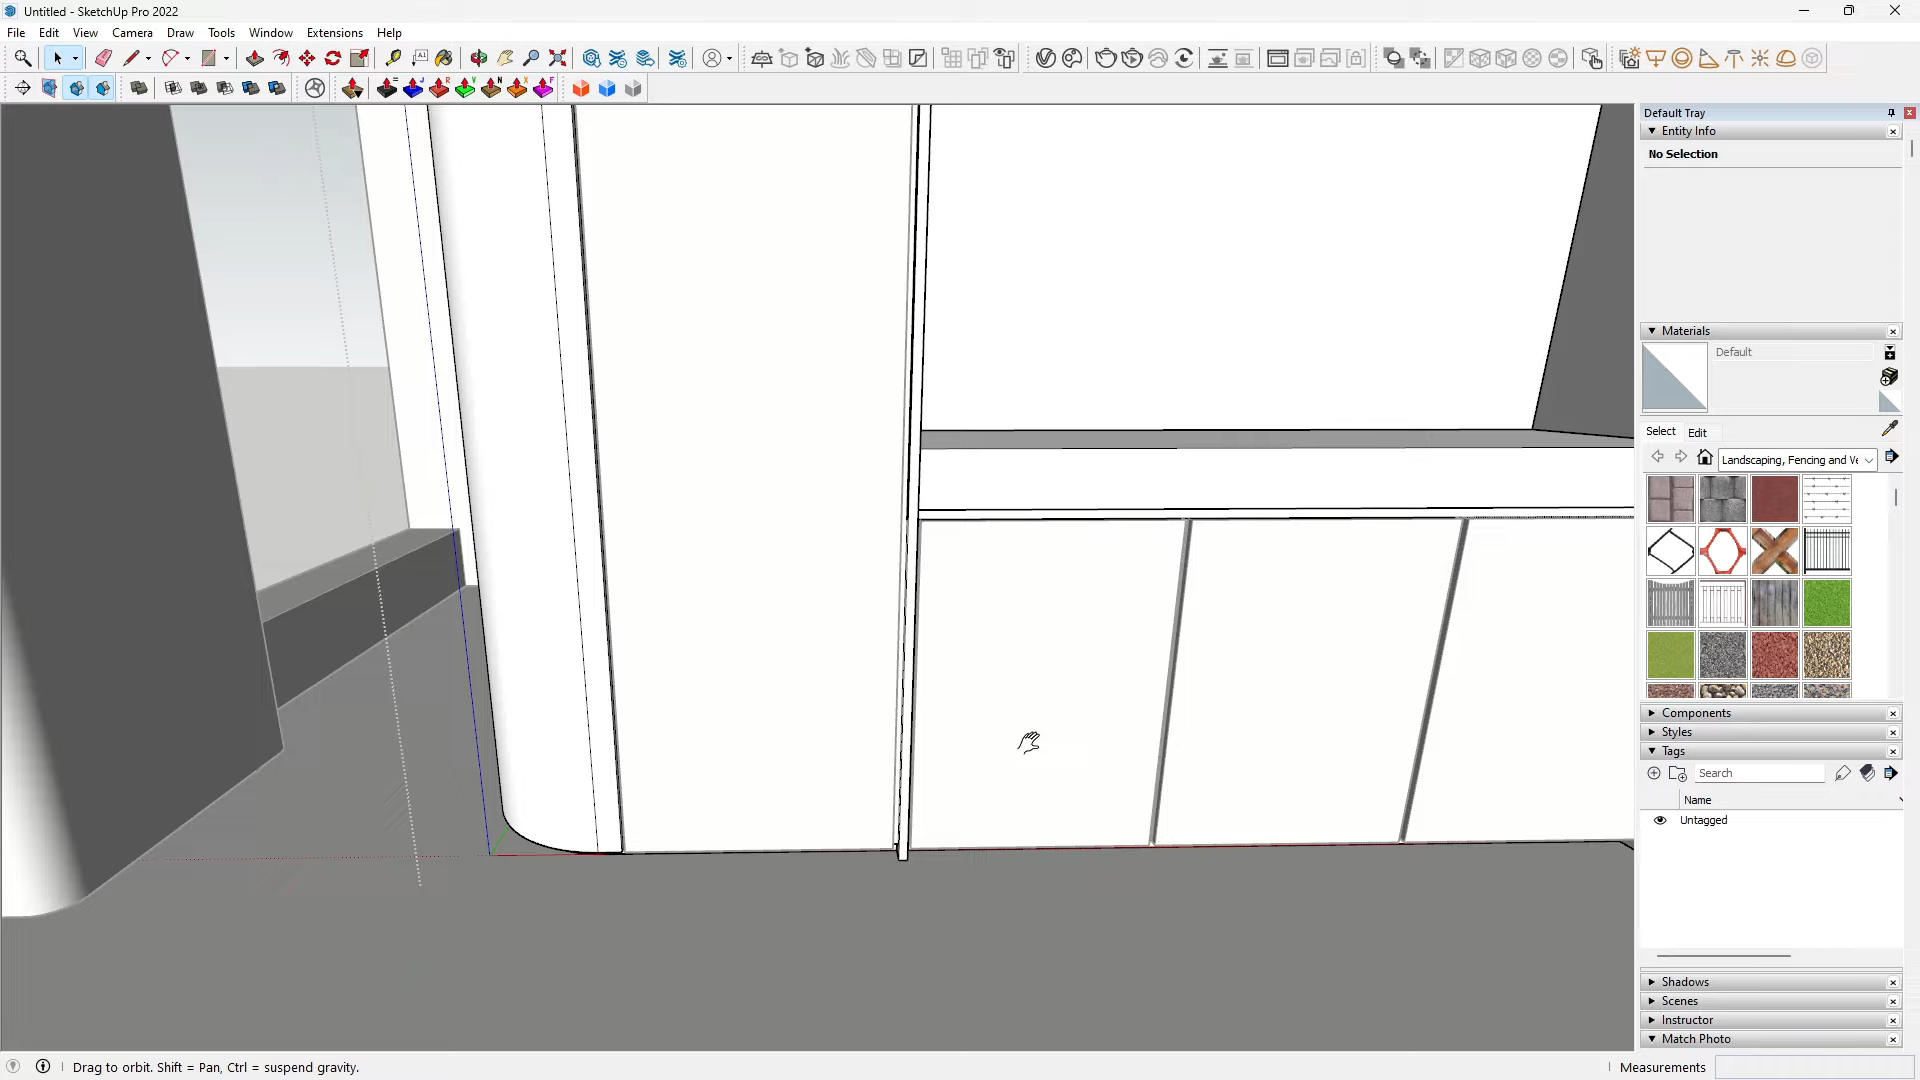 Untitled - SketchUp Pro 2022
File Edit View Camera Draw Tools Window Extensions Help
Default Tray
Entity Info
No Selection
Materials
Default
Select Edit
Landscaping, Fencing and Ve
Components
Styles
Tags
Search
Name
Untagged
Shadows
Scenes
Instructor
Match Photo
Drag to orbit. Shift = Pan, Ctrl = suspend gravity.
Measurements